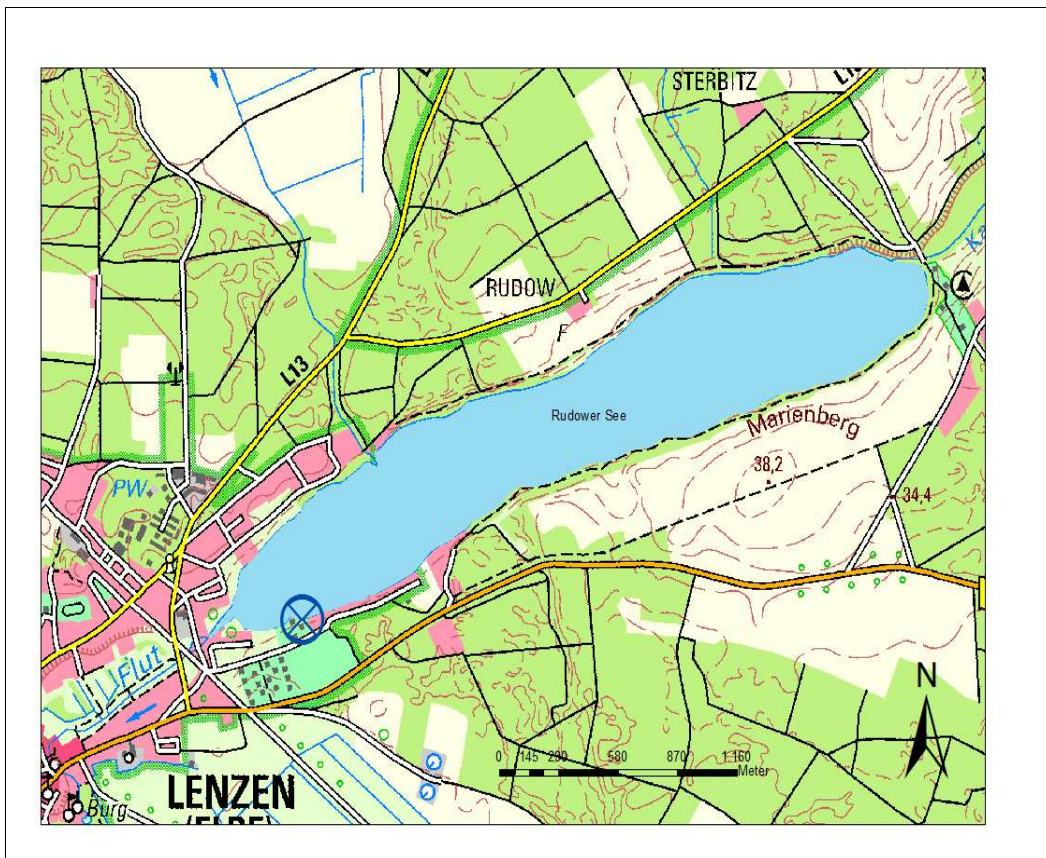 STERBITZ
RUDOW
F
L13
Rudower See
Marienberg
38,2
34,4
PW
Flut
N
0 145 290 580 870 1.160
Meter
LENZEN
(ELBE)
Burg